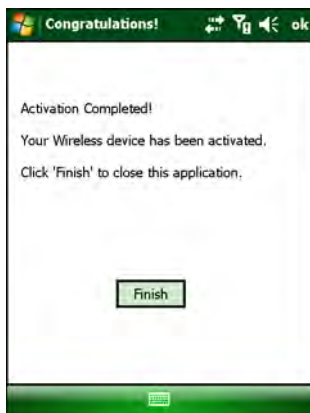 Congratulations! ok
Activation Completed!
Your Wireless device has been activated.
Click 'Finish' to close this application.
Finish